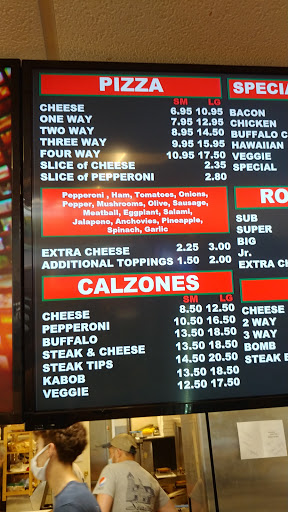 PIZZA
SM LG
CHEESE 6.95 10.95
ONE WAY 7.95 12.95
TWO WAY 8.95 14.50
THREE WAY 9.95 15.95
FOUR WAY 10.95 17.50
SLICE of CHEESE 2.35
SLICE of PEPPERONI 2.80
Pepperoni , Ham, Tomatoes, Onions,
Pepper, Mushrooms, Olive, Sausage,
Meatball, Eggplant, Salami,
Jalapeno, Anchovies, Pineapple,
Spinach, Garlic
EXTRA CHEESE 2.25 3.00
ADDITIONAL TOPPINGS 1.50 2.00
CALZONES
SM LG
CHEESE 8.50 12.50
PEPPERONI 10.50 16.50
BUFFALO 13.50 18.50
STEAK & CHEESE 13.50 18.50
STEAK TIPS 14.50 20.50
KABOB 13.50 18.50
VEGGIE 12.50 17.50
SPECIA
BACON
CHICKEN
BUFFALO C
HAWAIIAN
VEGGIE
SPECIAL
RO
SUB
SUPER
BIG
Jr.
EXTRA CH
CHEESE
2 WAY
3 WAY
BOMB
STEAK B